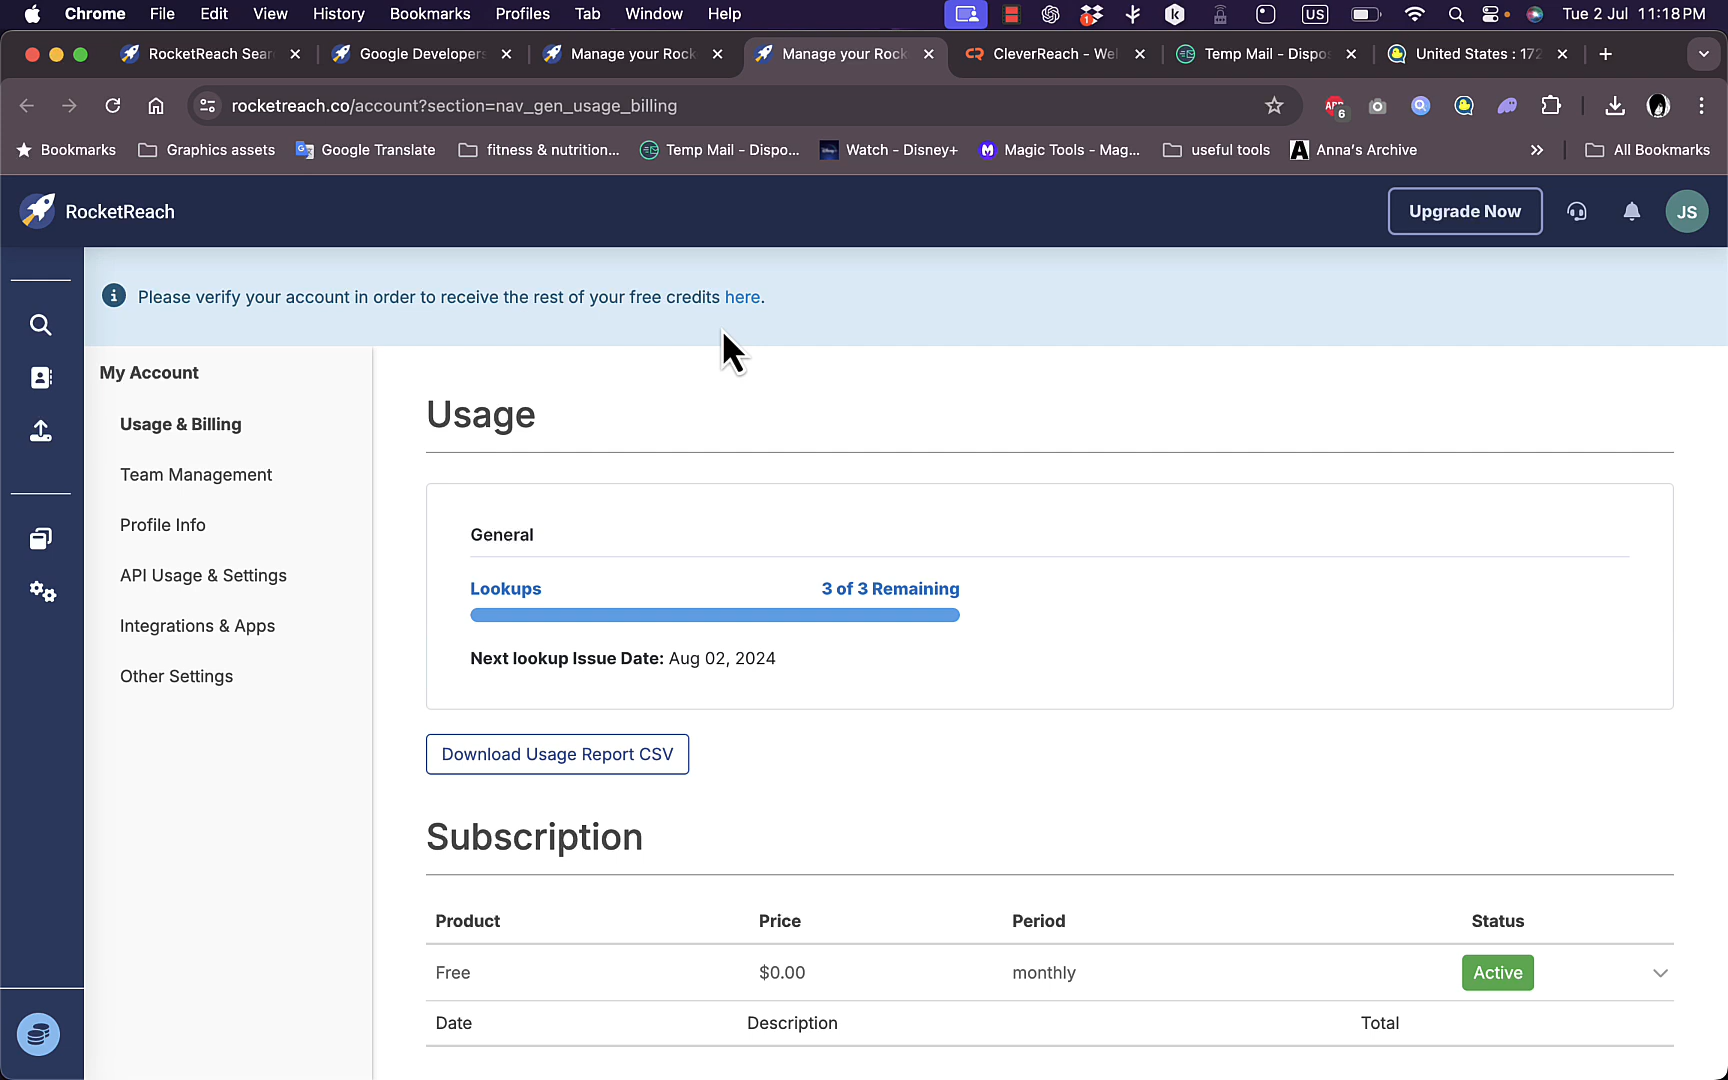 Chrome File Edit View History Bookmarks Profiles Tab Window Help US Tue 2 Jul 11:18 PM
RocketReach Sear Google Developers Manage your Rock Manage your Rock CleverReach - Wel Temp Mail - Dispos United States : 172
rocketreach.co/account?section=nav_gen_usage_billing
Bookmarks Graphics assets Google Translate fitness & nutrition... Temp Mail - Dispo... Watch - Disney+ Magic Tools - Mag... useful tools Anna's Archive All Bookmarks
RocketReach Upgrade Now JS
Please verify your account in order to receive the rest of your free credits here.
My Account
Usage & Billing
Team Management
Profile Info
API Usage & Settings
Integrations & Apps
Other Settings
Usage
General
Lookups 3 of 3 Remaining
Next lookup Issue Date: Aug 02, 2024
Download Usage Report CSV
Subscription
Product Price Period Status
Free $0.00 monthly Active
Date Description Total